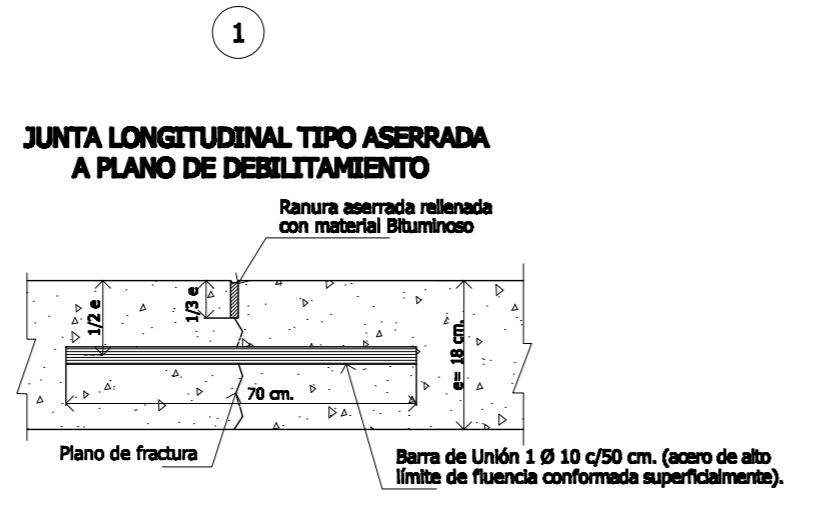 1
JUNTA LONGITUDINAL TIPO ASERRADA
A PLANO DE DEBILITAMIENTO
Ranura aserrada rellenada
con material Bituminoso
1/2 e
1/3 e
e= 18 cm.
70 cm.
Plano de fractura
Barra de Unión 1 Ø 10 c/50 cm. (acero de alto
límite de fluencia conformada superficialmente).